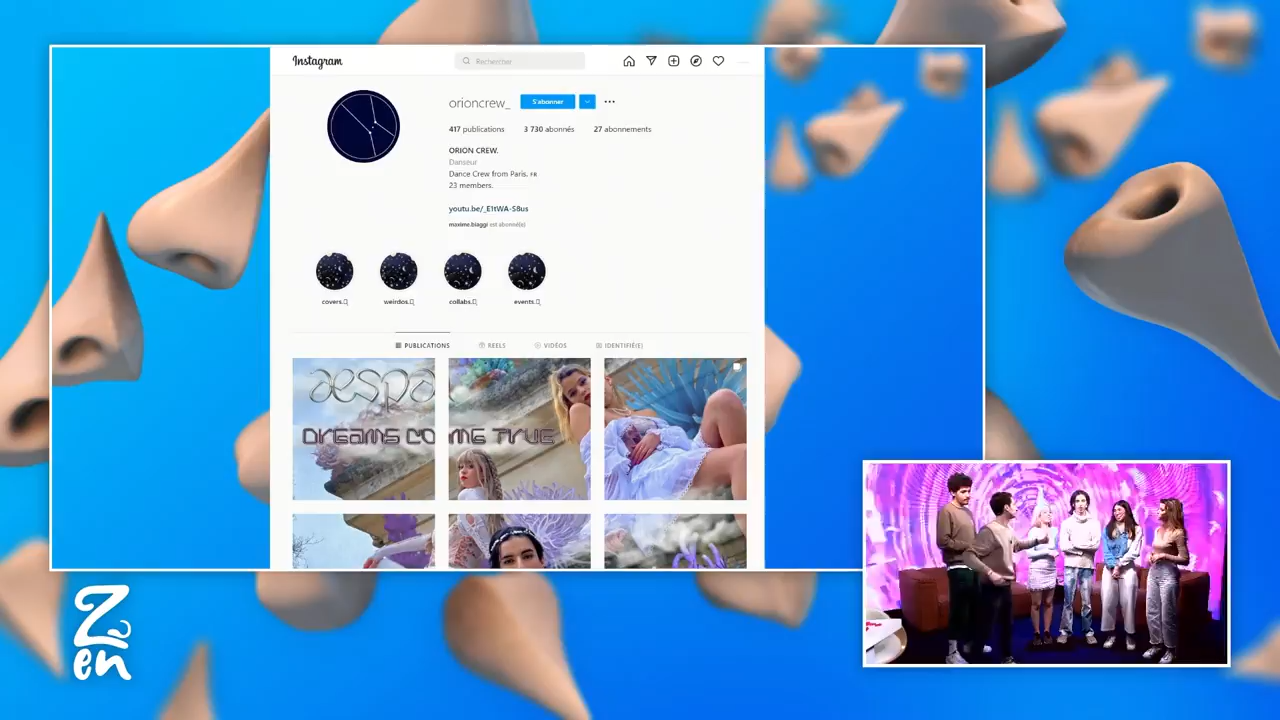 Instagram
Rechercher
orioncrew_
S'abonner
417 publications
3 730 abonnés
27 abonnements
ORION CREW.
Danseur
Dance Crew from Paris. FR
23 members.
youtu.be/_E1tWA-S8us
maxime.biaggi est abonné(e)
covers.
weirdos.
collabs.
events.
PUBLICATIONS
REELS
VIDÉOS
IDENTIFIÉ(E)
aespa
DREAMS COME TRUE
Zen